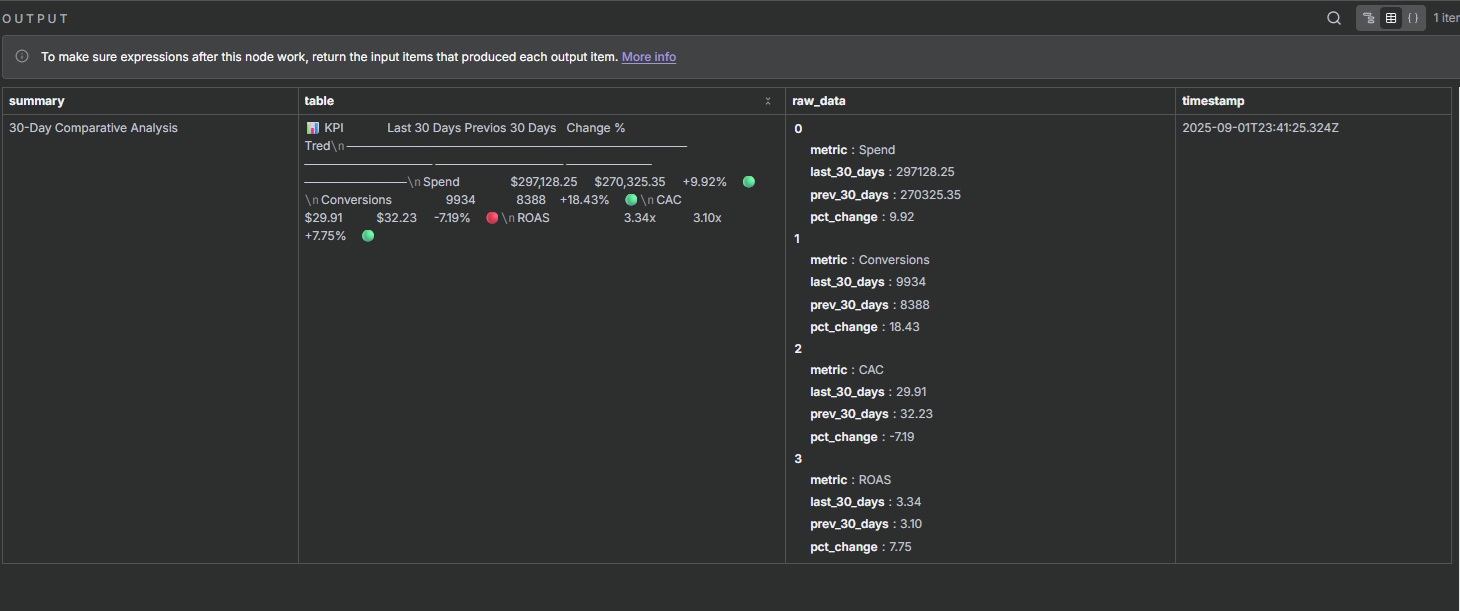 OUTPUT
1 iter
To make sure expressions after this node work, return the input items that produced each output item. More info
summary
table
raw_data
timestamp
30-Day Comparative Analysis
📊 KPI Last 30 Days Previos 30 Days Change %
Tred\n────────────────────
──────────── ──────────── ────────
──────────\nSpend $297,128.25 $270,325.35 +9.92% 🟢
\nConversions 9934 8388 +18.43% 🟢\nCAC
$29.91 $32.23 -7.19% 🔴\nROAS 3.34x 3.10x
+7.75% 🟢
0
metric : Spend
last_30_days : 297128.25
prev_30_days : 270325.35
pct_change : 9.92
1
metric : Conversions
last_30_days : 9934
prev_30_days : 8388
pct_change : 18.43
2
metric : CAC
last_30_days : 29.91
prev_30_days : 32.23
pct_change : -7.19
3
metric : ROAS
last_30_days : 3.34
prev_30_days : 3.10
pct_change : 7.75
2025-09-01T23:41:25.324Z